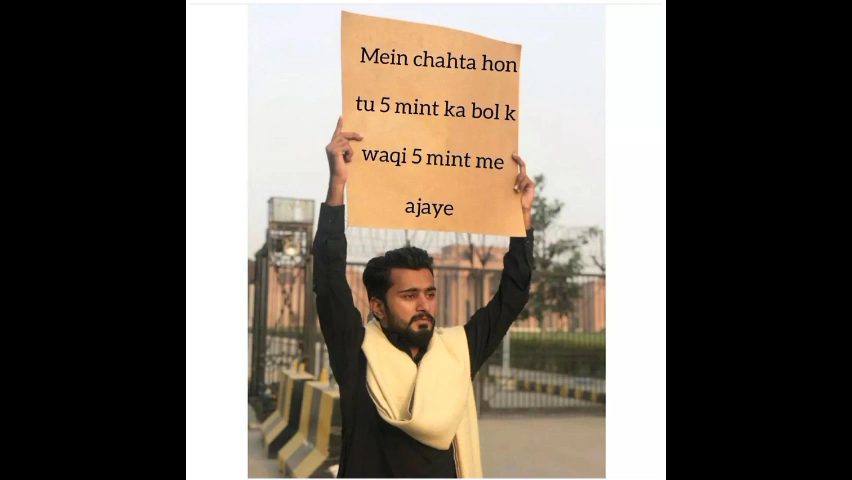 Mein chahta hon
tu 5 mint ka bol k
waqi 5 mint me
ajaye